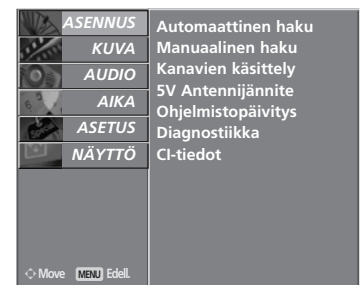 ASENNUS
KUVA
AUDIO
AIKA
ASETUS
NÄYTTÖ
Automaattinen haku
Manuaalinen haku
Kanavien käsittely
5V Antennijännite
Ohjelmistopäivitys
Diagnostiikka
CI-tiedot
Move MENU Edell.